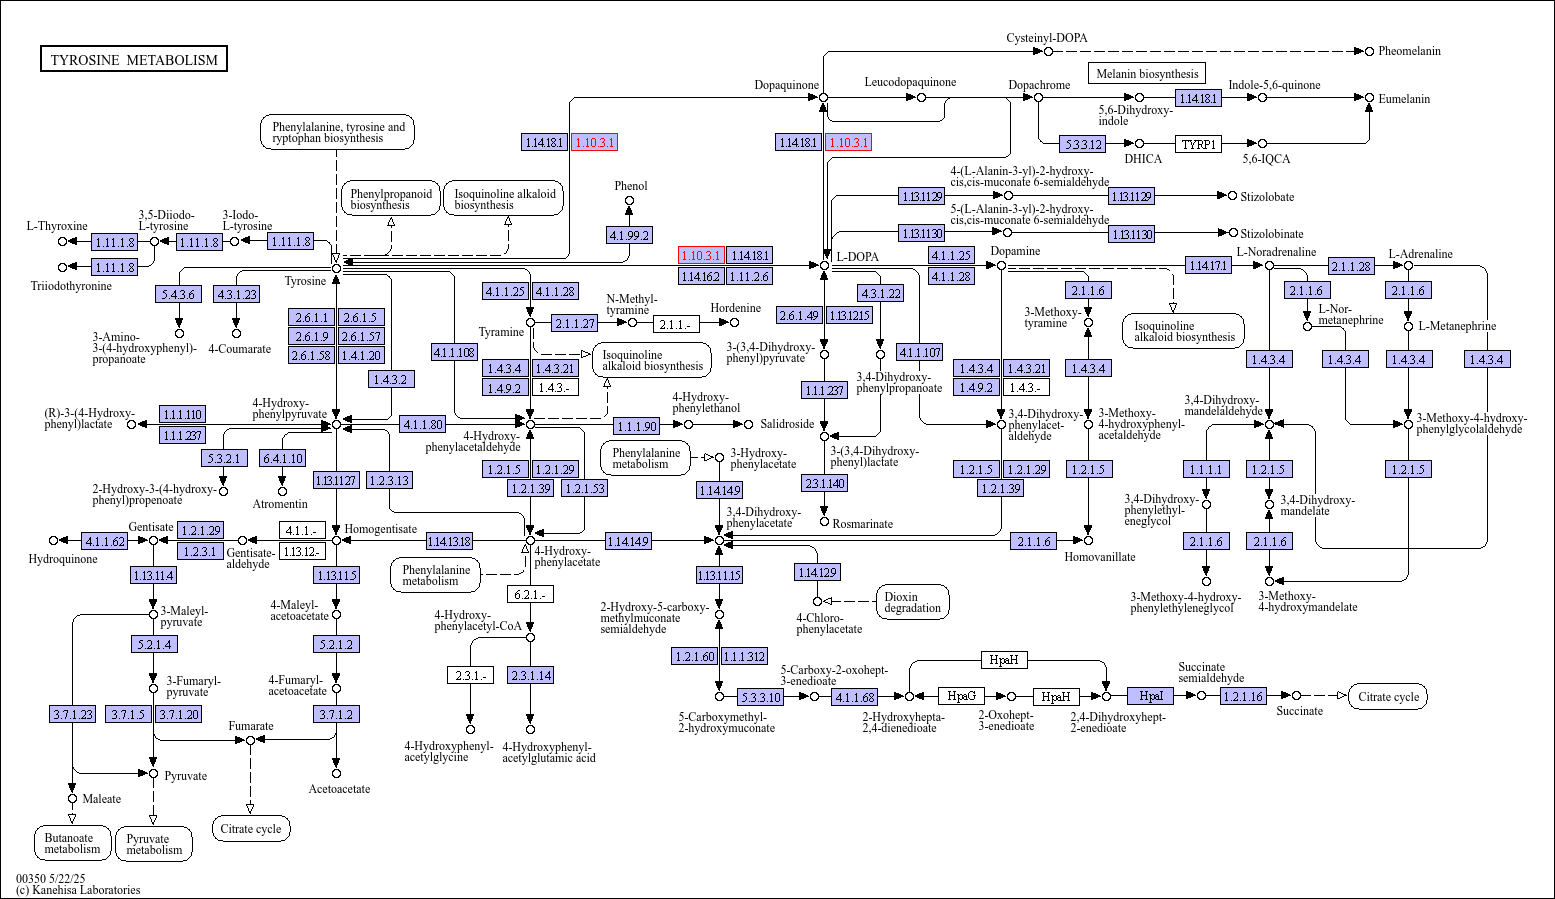 TYROSINE METABOLISM
Cysteinyl-DOPA
Pheomelanin
Melanin biosynthesis
Dopaquinone
Leucodopaquinone
Dopachrome
Indole-5,6-quinone
Eumelanin
1.14.18.1
5,6-Dihydroxy-
indole
Phenylalanine, tyrosine and
ryptophan biosynthesis
1.14.18.1
1.10.3.1
1.14.18.1
1.10.3.1
5.3.3.12
TYRP1
DHICA
5,6-IQCA
Phenylpropanoid
biosynthesis
Isoquinoline alkaloid
biosynthesis
Phenol
4-(L-Alanin-3-yl)-2-hydroxy-
cis,cis-muconate 6-semialdehyde
1.13.11.29
1.13.11.29
Stizolobate
5-(L-Alanin-3-yl)-2-hydroxy-
cis,cis-muconate 6-semialdehyde
1.13.11.30
1.13.11.30
Stizolobinate
L-Thyroxine
3,5-Diiodo-
L-tyrosine
3-Iodo-
L-tyrosine
1.11.1.8
1.11.1.8
1.11.1.8
4.1.99.2
1.11.1.8
Triiodothyronine
Tyrosine
1.10.3.1
1.14.18.1
1.14.16.2
1.11.2.6
L-DOPA
4.1.1.25
4.1.1.28
Dopamine
1.14.17.1
L-Noradrenaline
2.1.1.28
L-Adrenaline
5.4.3.6
4.3.1.23
4.1.1.25
4.1.1.28
N-Methyl-
tyramine
Hordenine
4.3.1.22
2.1.1.6
2.1.1.6
2.1.1.6
3-Amino-
3-(4-hydroxyphenyl)-
propanoate
4-Coumarate
2.6.1.1
2.6.1.5
2.6.1.9
2.6.1.57
2.6.1.58
1.4.1.20
Tyramine
2.1.1.27
2.1.1.-
2.6.1.49
1.13.12.15
3-Methoxy-
tyramine
Isoquinoline
alkaloid biosynthesis
L-Nor-
metanephrine
L-Metanephrine
1.4.3.2
4.1.1.108
1.4.3.4
1.4.3.21
1.4.9.2
1.4.3.-
Isoquinoline
alkaloid biosynthesis
3-(3,4-Dihydroxy-
phenyl)pyruvate
4.1.1.107
3,4-Dihydroxy-
phenylpropanoate
1.4.3.4
1.4.3.21
1.4.9.2
1.4.3.-
1.4.3.4
1.4.3.4
1.4.3.4
1.4.3.4
1.4.3.4
1.1.1.237
(R)-3-(4-Hydroxy-
phenyl)lactate
1.1.1.110
1.1.1.237
4-Hydroxy-
phenylpyruvate
4.1.1.80
4-Hydroxy-
phenylacetaldehyde
1.1.1.90
4-Hydroxy-
phenylethanol
Salidroside
3,4-Dihydroxy-
phenylacet-
aldehyde
3-Methoxy-
4-hydroxyphenyl-
acetaldehyde
3,4-Dihydroxy-
mandelaldehyde
3-Methoxy-4-hydroxy-
phenylglycolaldehyde
5.3.2.1
6.4.1.10
2-Hydroxy-3-(4-hydroxy-
phenyl)propenoate
Atromentin
1.13.11.27
1.2.3.13
1.2.1.5
1.2.1.29
1.2.1.39
1.2.1.53
Phenylalanine
metabolism
3-Hydroxy-
phenylacetate
1.14.14.9
3-(3,4-Dihydroxy-
phenyl)lactate
2.3.1.140
Rosmarinate
1.2.1.5
1.2.1.29
1.2.1.39
1.2.1.5
1.1.1.1
1.2.1.5
1.2.1.5
3,4-Dihydroxy-
phenylethyl-
eneglycol
3,4-Dihydroxy-
mandelate
Hydroquinone
4.1.1.62
Gentisate
1.2.1.29
1.2.3.1
Gentisate-
aldehyde
4.1.1.-
1.13.12.-
Homogentisate
1.14.13.18
4-Hydroxy-
phenylacetate
1.14.14.9
3,4-Dihydroxy-
phenylacetate
2.1.1.6
Homovanillate
2.1.1.6
2.1.1.6
1.13.11.4
1.13.11.5
Phenylalanine
metabolism
6.2.1.-
1.13.11.15
1.14.12.9
4-Chloro-
phenylacetate
Dioxin
degradation
3-Methoxy-4-hydroxy-
phenylethyleneglycol
3-Methoxy-
4-hydroxymandelate
3-Maleyl-
pyruvate
4-Maleyl-
acetoacetate
4-Hydroxy-
phenylacetyl-CoA
2-Hydroxy-5-carboxy-
methylmuconate
semialdehyde
5.2.1.4
5.2.1.2
2.3.1.-
2.3.1.14
1.2.1.60
1.1.1.312
3-Fumaryl-
pyruvate
4-Fumaryl-
acetoacetate
5-Carboxymethyl-
2-hydroxymuconate
5.3.3.10
5-Carboxy-2-oxohept-
3-enedioate
4.1.1.68
2-Hydroxyhepta-
2,4-dienedioate
HpaH
HpaG
2-Oxohept-
3-enedioate
HpaH
2,4-Dihydroxyhept-
2-enedioate
HpaI
Succinate
semialdehyde
1.2.1.16
Succinate
Citrate cycle
3.7.1.23
3.7.1.5
3.7.1.20
3.7.1.2
Fumarate
4-Hydroxyphenyl-
acetylglycine
4-Hydroxyphenyl-
acetylglutamic acid
Pyruvate
Acetoacetate
Maleate
Butanoate
metabolism
Pyruvate
metabolism
Citrate cycle
00350 5/22/25
(c) Kanehisa Laboratories